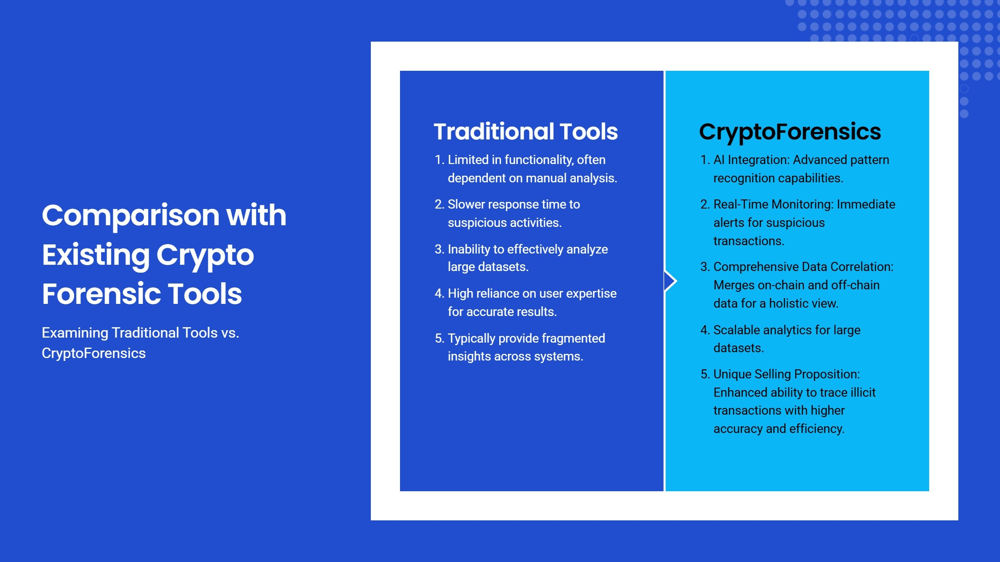 Comparison with
Existing Crypto
Forensic Tools
Examining Traditional Tools vs.
CryptoForensics
Traditional Tools
1. Limited in functionality, often
dependent on manual analysis.
2. Slower response time to
suspicious activities.
3. Inability to effectively analyze
large datasets.
4. High reliance on user expertise
for accurate results.
5. Typically provide fragmented
insights across systems.
CryptoForensics
1. AI Integration: Advanced pattern
recognition capabilities.
2. Real-Time Monitoring: Immediate
alerts for suspicious
transactions.
3. Comprehensive Data Correlation:
Merges on-chain and off-chain
data for a holistic view.
4. Scalable analytics for large
datasets.
5. Unique Selling Proposition:
Enhanced ability to trace illicit
transactions with higher
accuracy and efficiency.